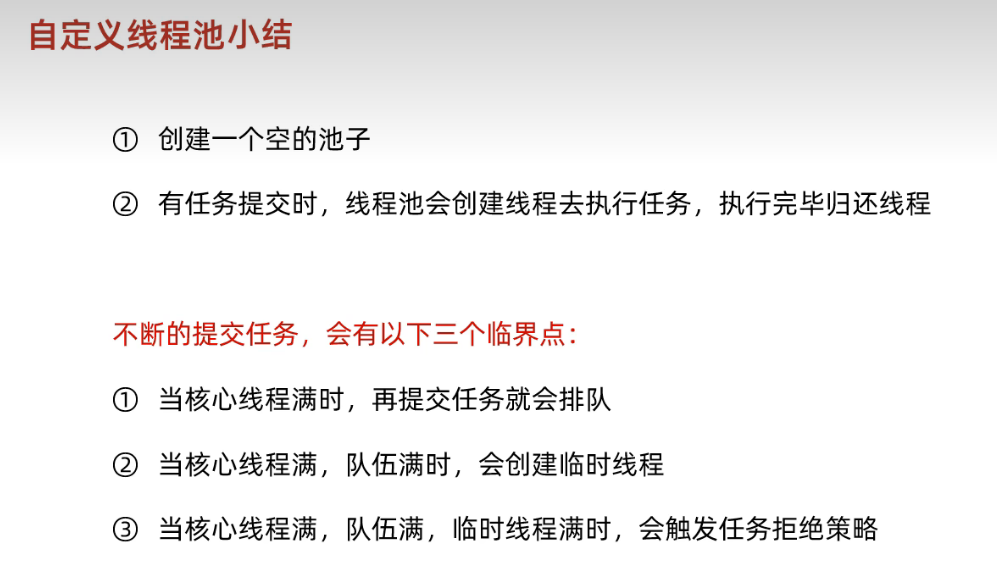 自定义线程池小结
① 创建一个空的池子
② 有任务提交时，线程池会创建线程去执行任务，执行完毕归还线程
不断的提交任务，会有以下三个临界点：
① 当核心线程满时，再提交任务就会排队
② 当核心线程满，队伍满时，会创建临时线程
③ 当核心线程满，队伍满，临时线程满时，会触发任务拒绝策略